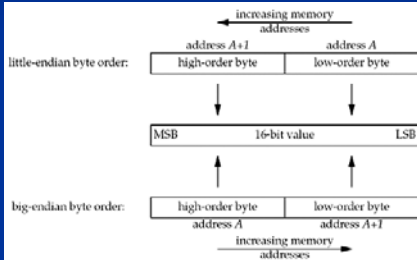 increasing memory
addresses
address A+1 address A
little-endian byte order: high-order byte low-order byte
MSB 16-bit value LSB
big-endian byte order: high-order byte low-order byte
address A address A+1
increasing memory
addresses